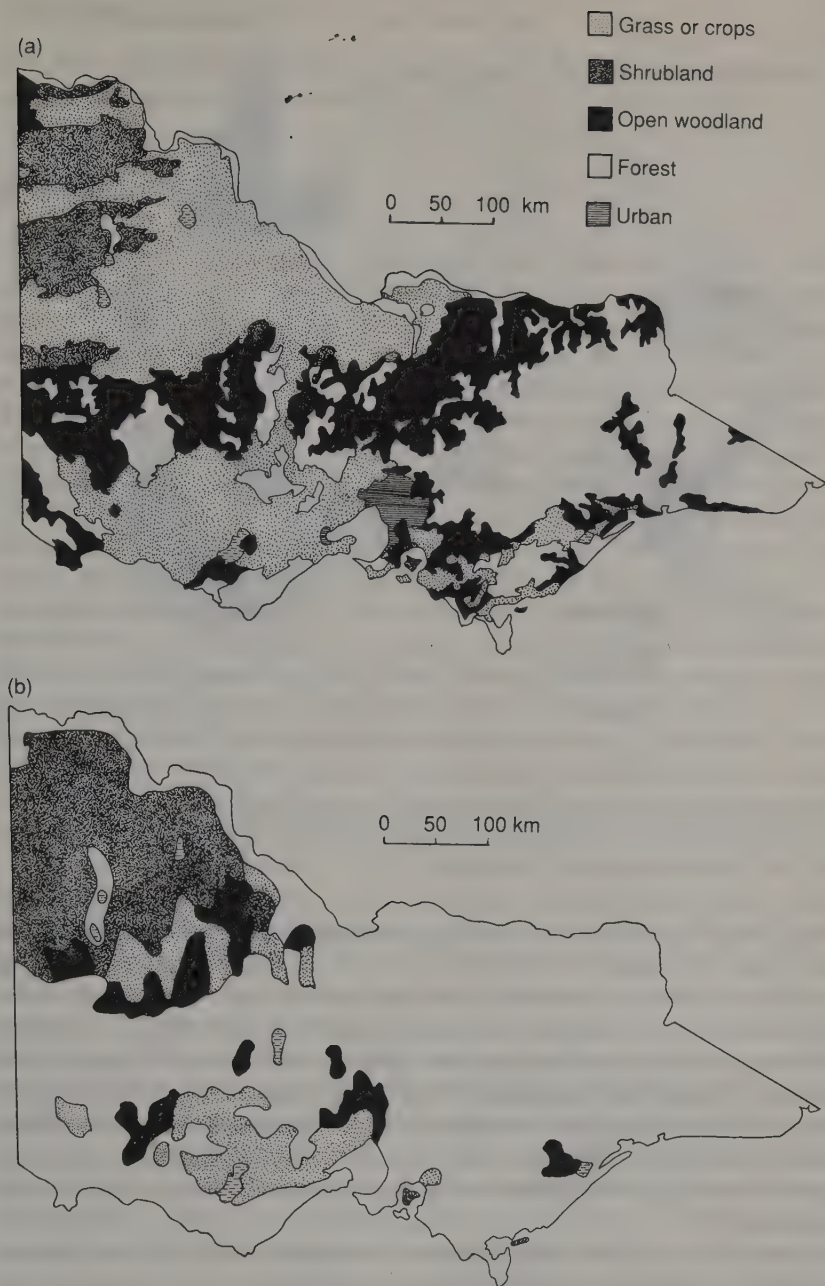 (a)
Grass or crops
Shrubland
Open woodland
Forest
Urban
0 50 100 km
(b)
0 50 100 km